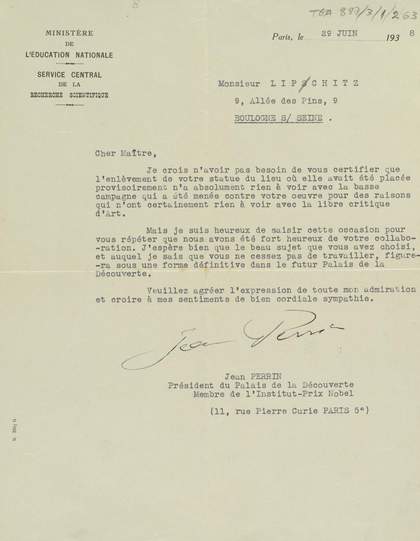 TGA 897/3/1/263
8
MINISTÈRE
DE
L'ÉDUCATION NATIONALE
SERVICE CENTRAL
DE LA
RECHERCHE SCIENTIFIQUE
Paris, le 29 JUIN 1938
Monsieur LIPSCHITZ
9, Allée des Pins, 9
BOULOGNE S/ SEINE .
Cher Maître,
Je crois n'avoir pas besoin de vous certifier que
l'enlèvement de votre statue du lieu où elle avait été placée
provisoirement n'a absolument rien à voir avec la basse
campagne qui a été menée contre votre oeuvre pour des raisons
qui n'ont certainement rien à voir avec la libre critique
d'Art.
Mais je suis heureux de saisir cette occasion pour
vous répéter que nous avons été fort heureux de votre collabo-
-ration. J'espère bien que le beau sujet que vous avez choisi,
et auquel je sais que vous ne cessez pas de travailler, figure-
-ra sous une forme définitive dans le futur Palais de la
Découverte.
Veuillez agréer l'expression de toute mon admiration
et croire à mes sentiments de bien cordiale sympathie.
Jean Perrin
Jean PERRIN
Président du Palais de la Découverte
Membre de l'Institut-Prix Nobel
(11, rue Pierre Curie PARIS 5e)